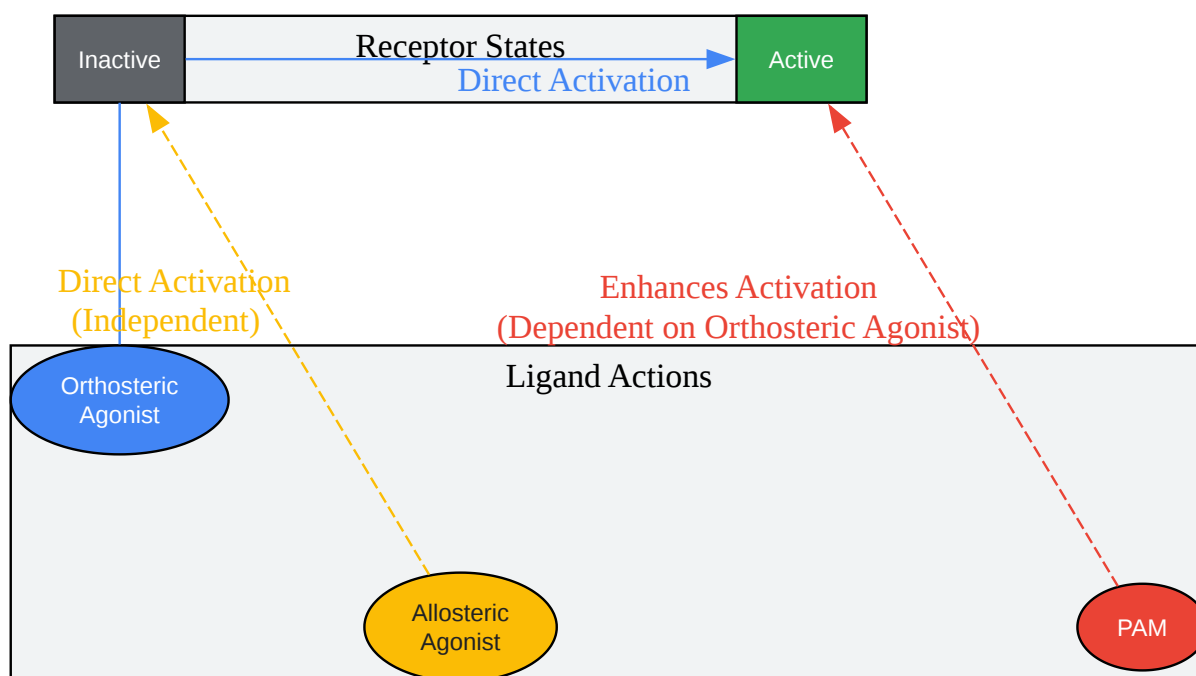 Receptor States
Inactive
Active
Direct Activation
Direct Activation
(Independent)
Enhances Activation
(Dependent on Orthosteric Agonist)
Ligand Actions
Orthosteric
Agonist
Allosteric
Agonist
PAM